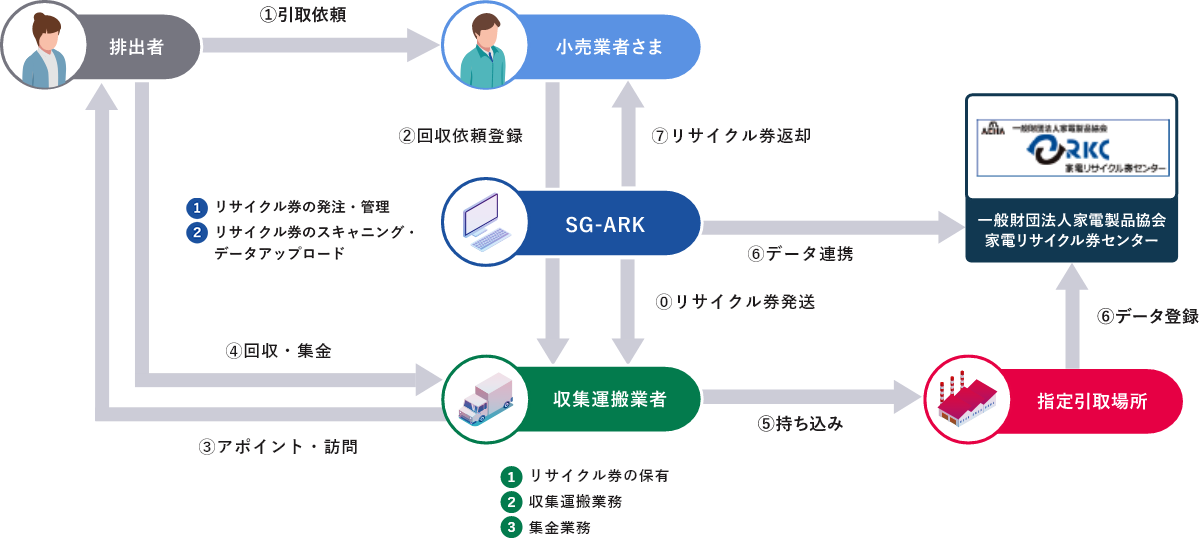 ①引取依頼
排出者
小売業者さま
②回収依頼登録
⑦リサイクル券返却
AEHA 一般財団法人家電製品協会
RKC
家電リサイクル券センター
一般財団法人家電製品協会
家電リサイクル券センター
1 リサイクル券の発注・管理
2 リサイクル券のスキャニング・
データアップロード
SG-ARK
⑥データ連携
⓪リサイクル券発送
⑥データ登録
④回収・集金
収集運搬業者
指定引取場所
⑤持ち込み
③アポイント・訪問
1 リサイクル券の保有
2 収集運搬業務
3 集金業務